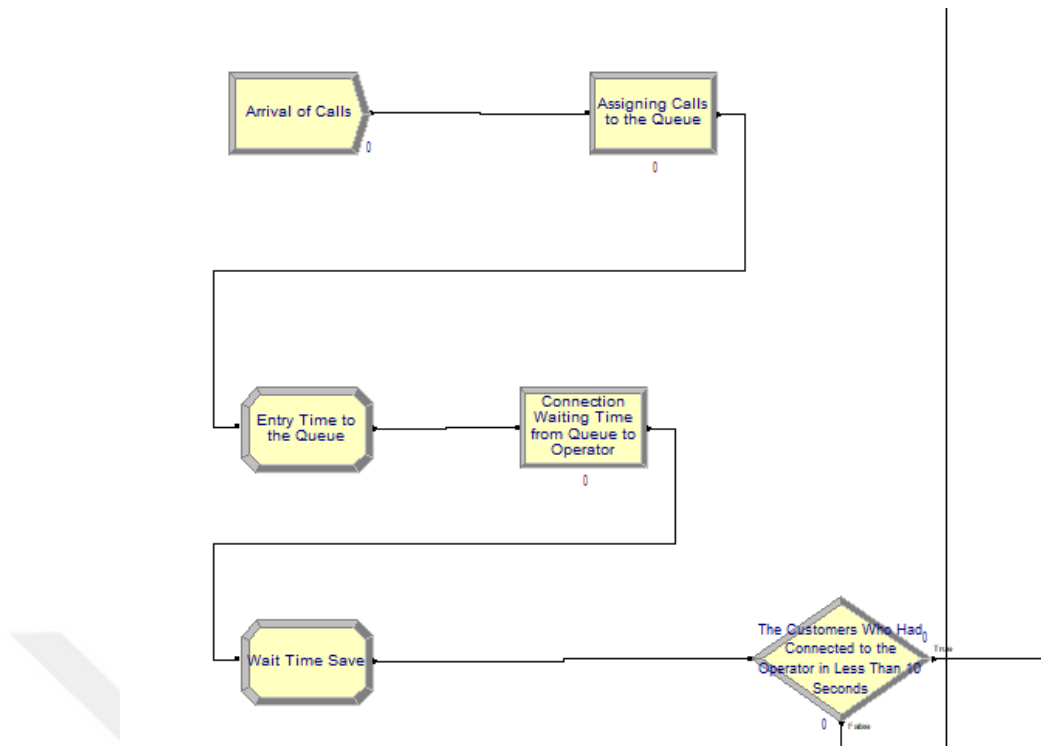 Arrival of Calls
0
Assigning Calls
to the Queue
0
Entry Time to
the Queue
Connection
Waiting Time
from Queue to
Operator
0
Wait Time Save
The Customers Who Had
Connected to the
Operator in Less Than 10
Seconds
0
True
0
False